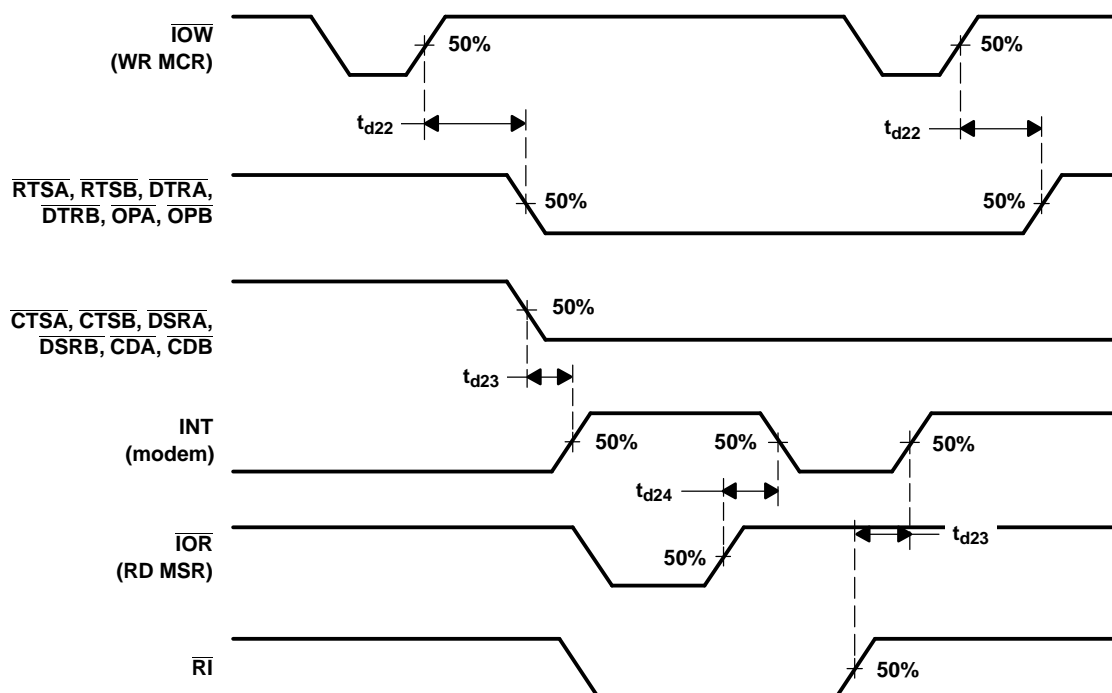 IOW
(WR MCR)
50%
50%
td22
td22
RTSA, RTSB, DTRA,
DTRB, OPA, OPB
50%
50%
CTSA, CTSB, DSRA,
DSRB, CDA, CDB
50%
td23
INT
(modem)
50%
50%
50%
td24
IOR
(RD MSR)
50%
td23
RI
50%